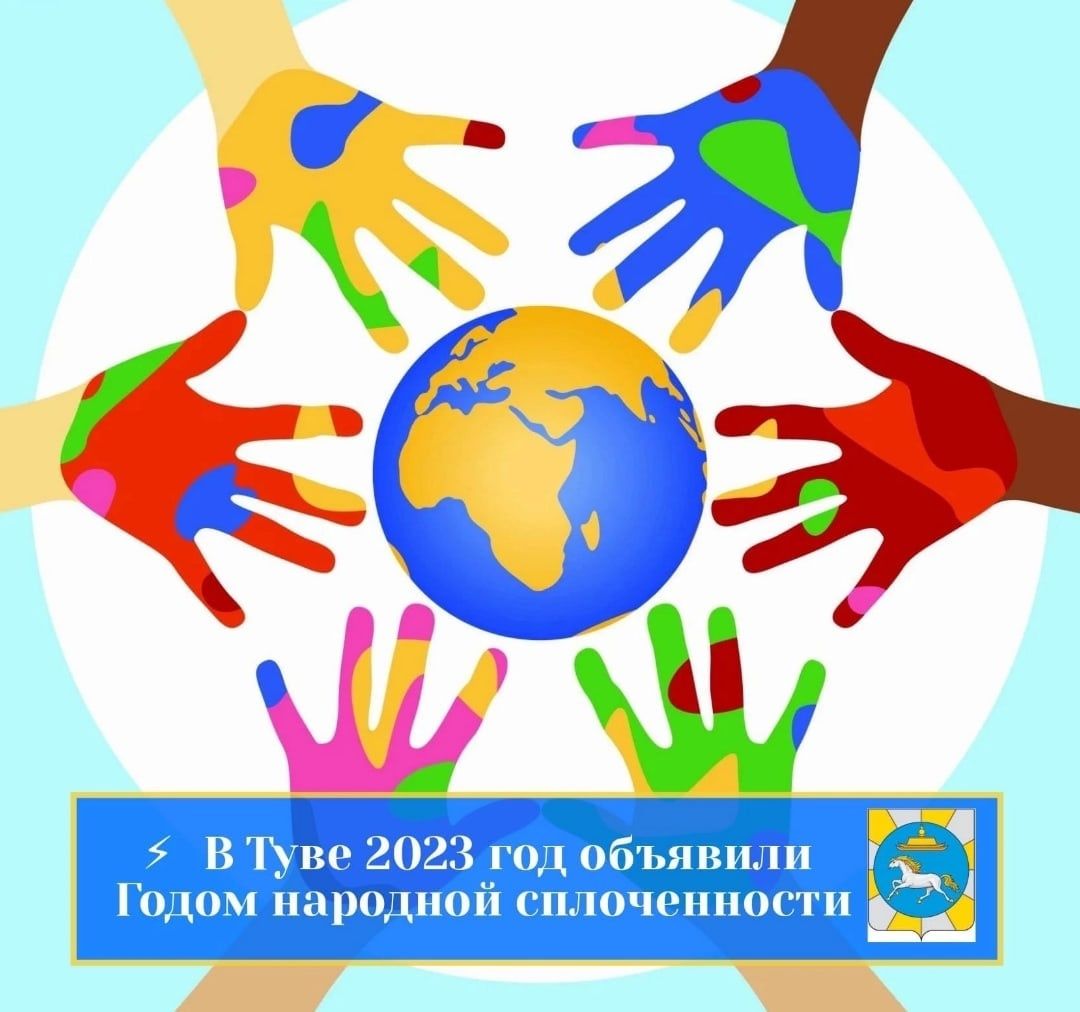 ⚡ В Туве 2023 год объявили
Годом народной сплоченности